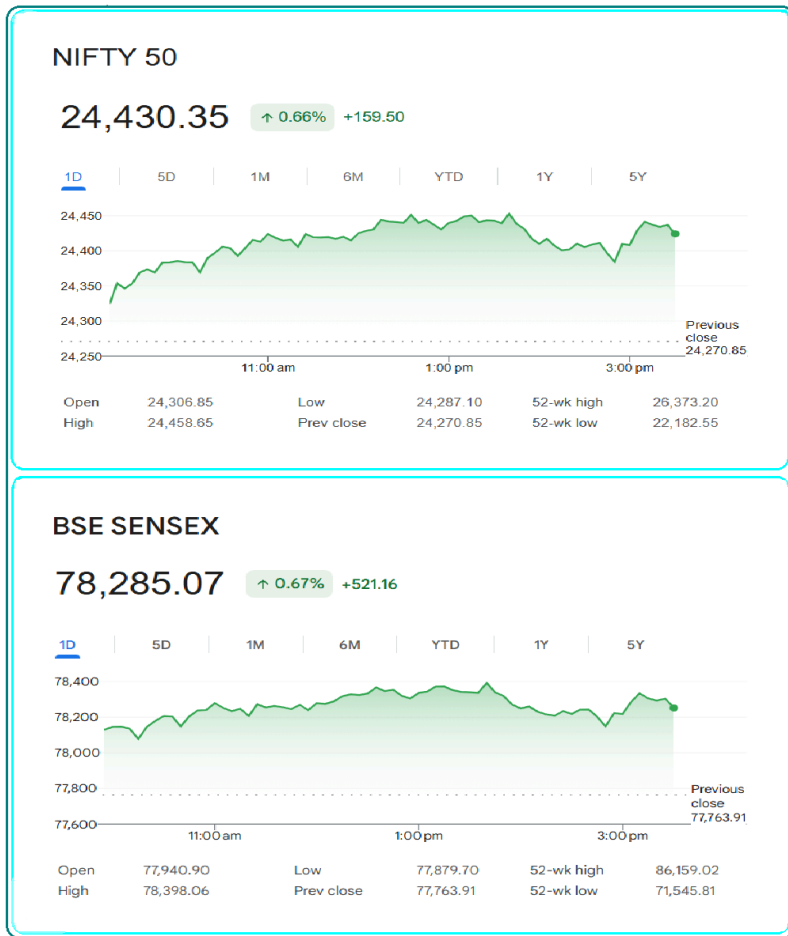 NIFTY 50
24,430.35 ↑ 0.66% +159.50
1D 5D 1M 6M YTD 1Y 5Y
24,450
24,400
24,350
24,300
Previous
close
24,270.85
24,250
11:00 am 1:00 pm 3:00 pm
Open 24,306.85 Low 24,287.10 52-wk high 26,373.20
High 24,458.65 Prev close 24,270.85 52-wk low 22,182.55
BSE SENSEX
78,285.07 ↑ 0.67% +521.16
1D 5D 1M 6M YTD 1Y 5Y
78,400
78,200
78,000
77,800
Previous
close
77,763.91
77,600
11:00 am 1:00 pm 3:00 pm
Open 77,940.90 Low 77,879.70 52-wk high 86,159.02
High 78,398.06 Prev close 77,763.91 52-wk low 71,545.81